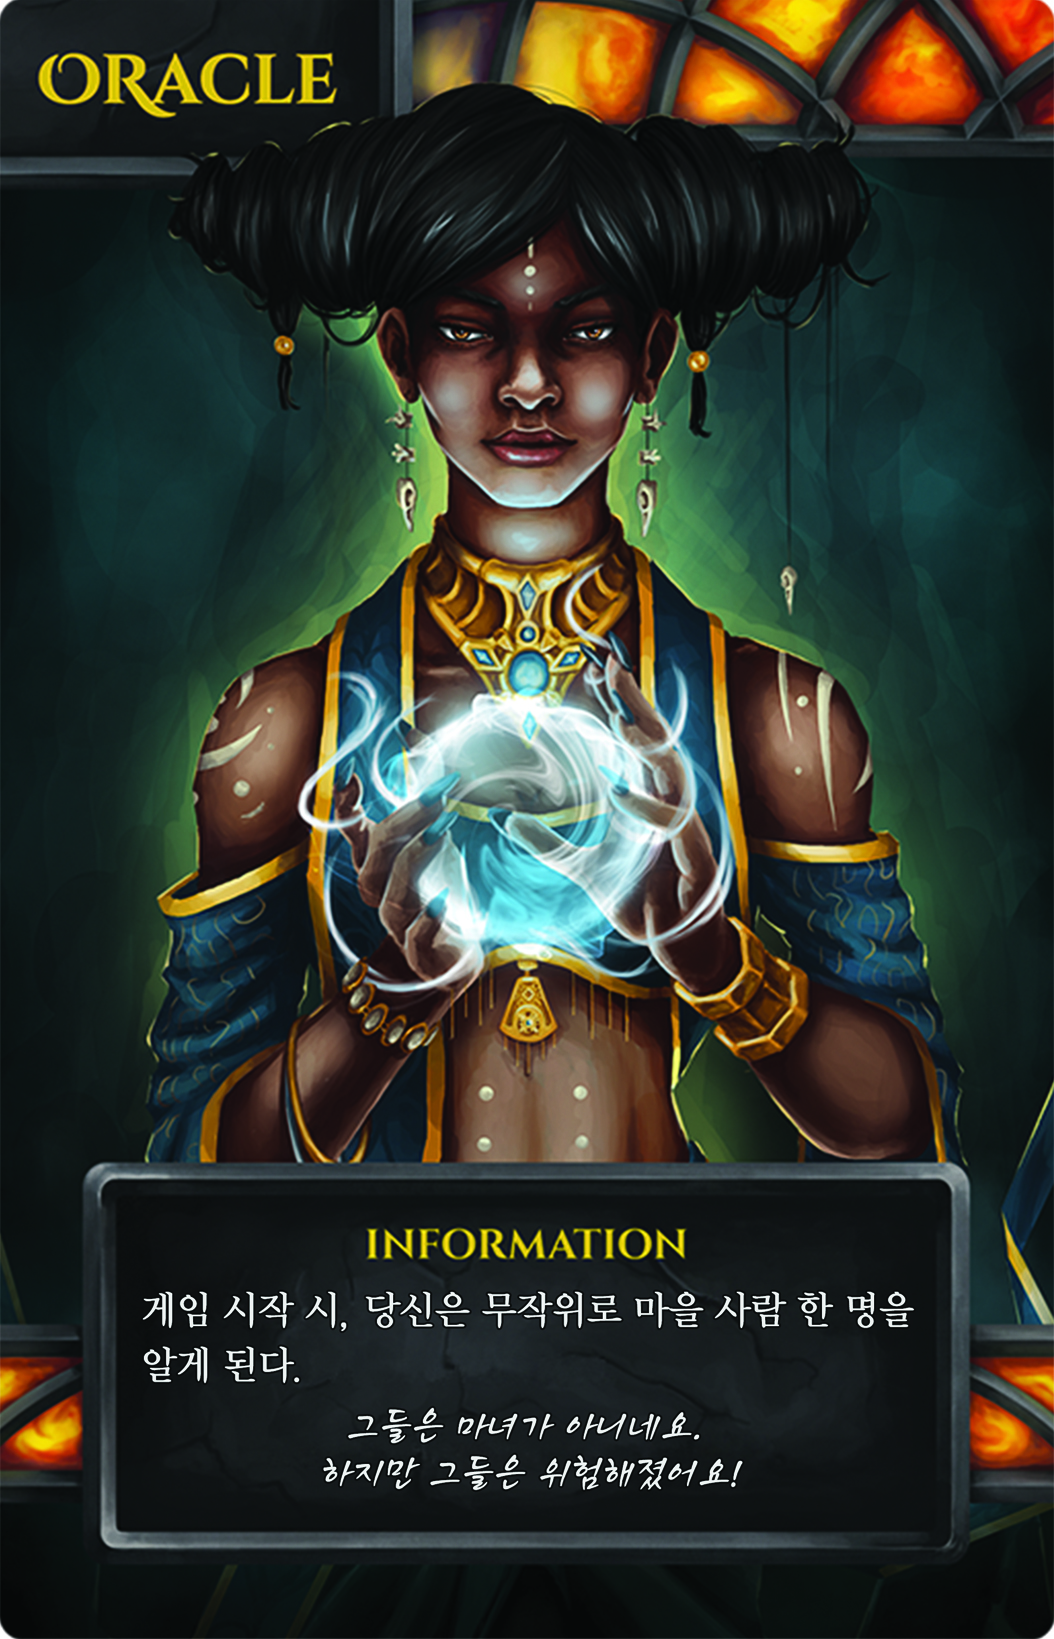 ORACLE
INFORMATION
게임 시작 시, 당신은 무작위로 마을 사람 한 명을
알게 된다.
그들은 마녀가 아니네요.
하지만 그들은 위험해졌어요!